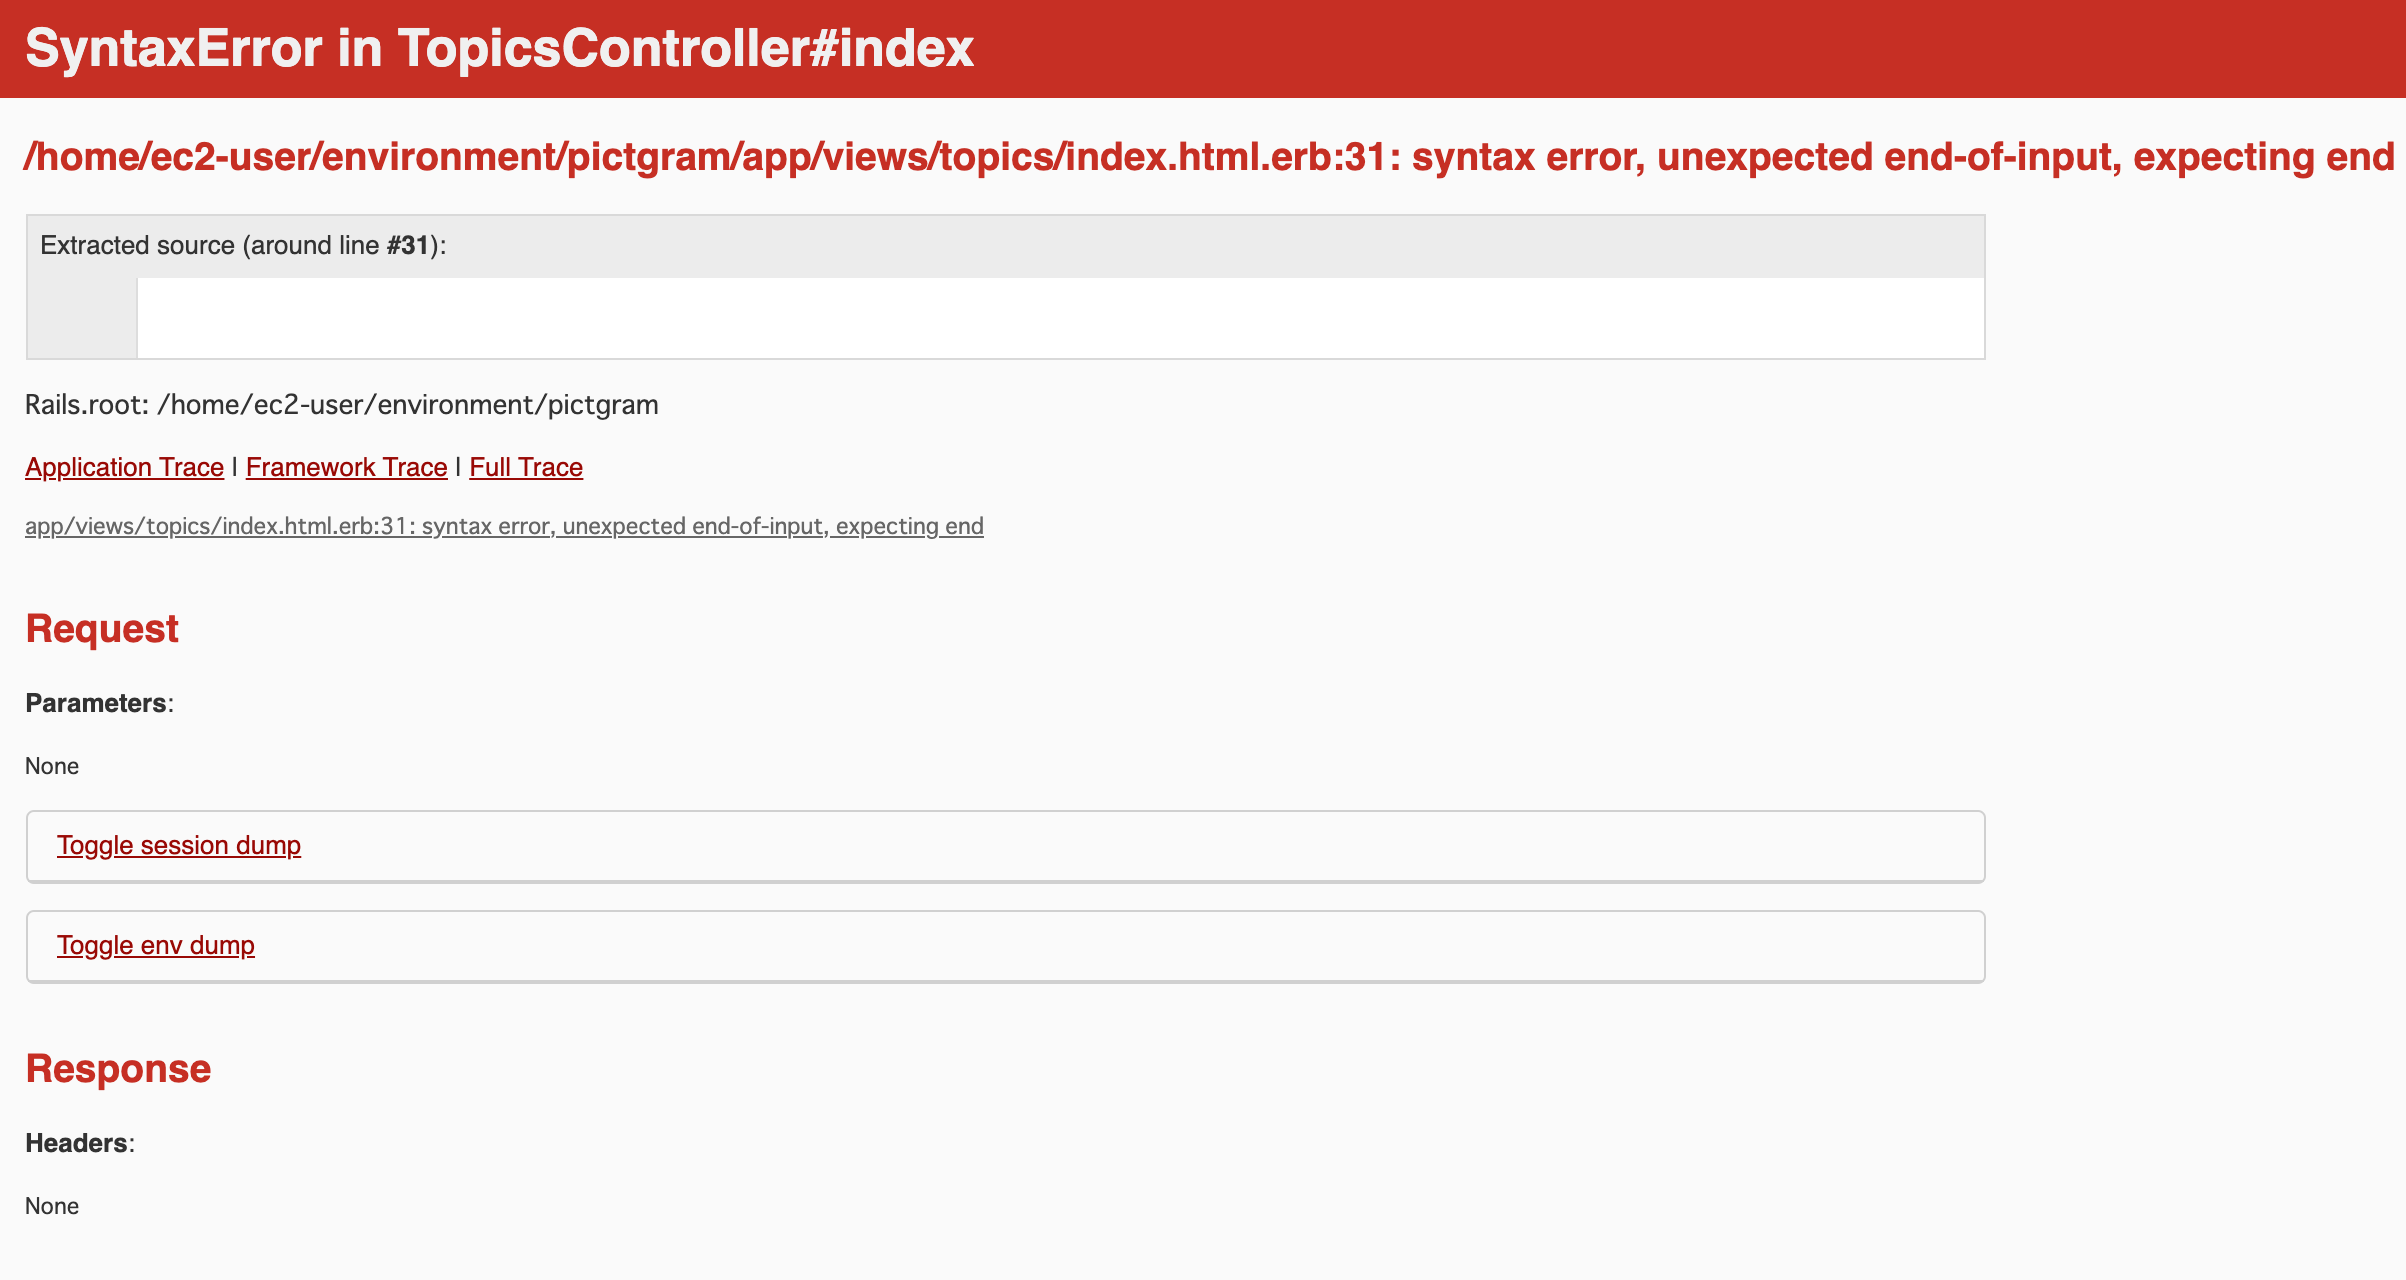 SyntaxError in TopicsController#index
/home/ec2-user/environment/pictgram/app/views/topics/index.html.erb:31: syntax error, unexpected end-of-input, expecting end
Extracted source (around line #31):
Rails.root: /home/ec2-user/environment/pictgram
Application Trace | Framework Trace | Full Trace
app/views/topics/index.html.erb:31: syntax error, unexpected end-of-input, expecting end
Request
Parameters:
None
Toggle session dump
Toggle env dump
Response
Headers:
None